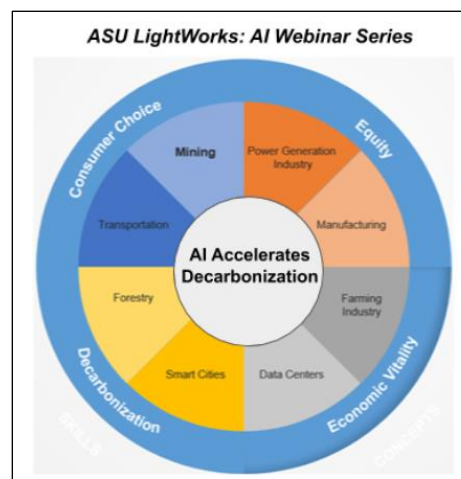 ASU LightWorks: AI Webinar Series
Consumer Choice
Equity
Mining
Power Generation
Industry
Transportation
Manufacturing
AI Accelerates
Decarbonization
Forestry
Farming
Industry
Smart Cities
Data Centers
Decarbonization
Economic Vitality
SKILLS
CONCEPTS